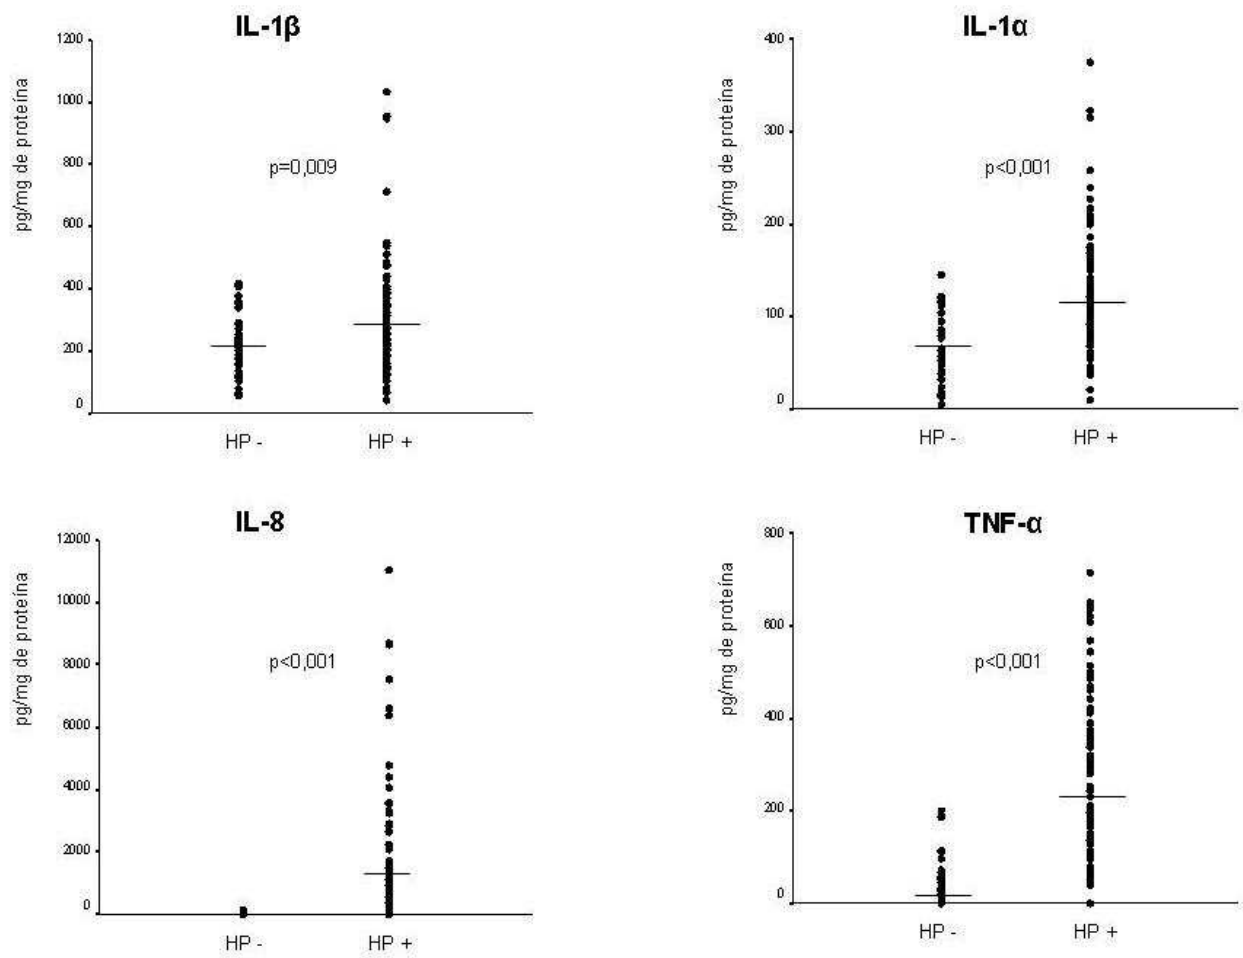 IL-1β
1200
1000
800
600
400
200
0
pg/mg de proteína
p=0,009
HP -
HP +
IL-1α
400
300
200
100
0
pg/mg de proteína
p<0,001
HP -
HP +
IL-8
12000
10000
8000
6000
4000
2000
0
pg/mg de proteína
p<0,001
HP -
HP +
TNF-α
800
600
400
200
0
pg/mg de proteína
p<0,001
HP -
HP +